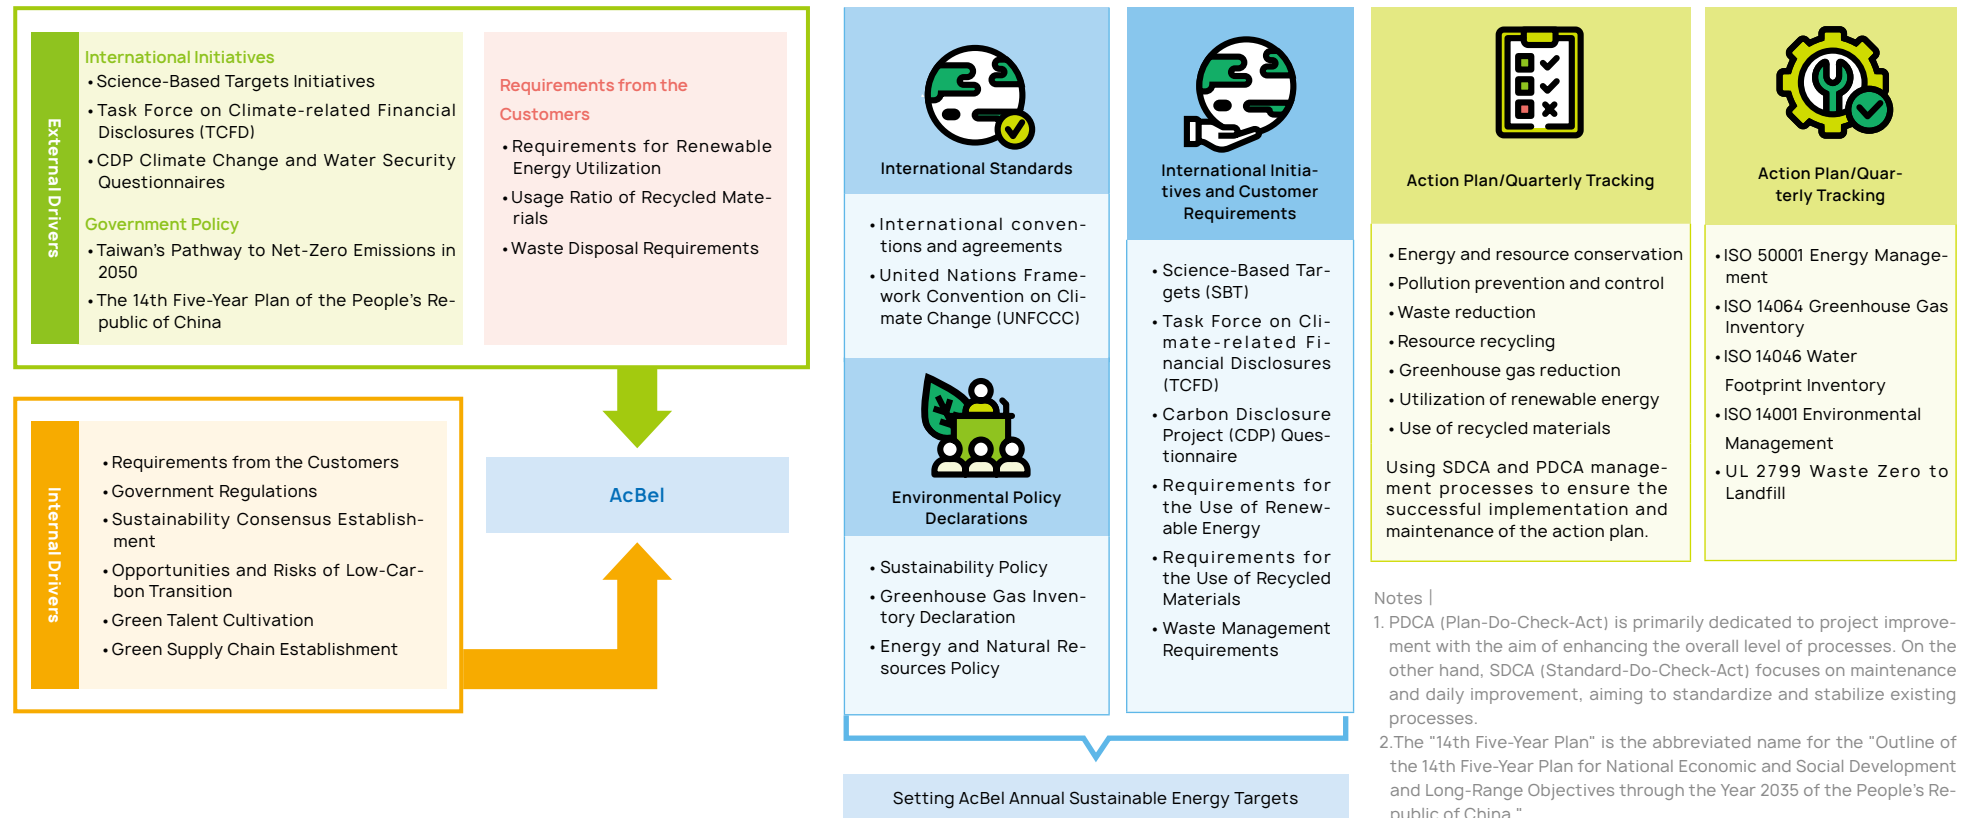 External Drivers
International Initiatives
•Science-Based Targets Initiatives
•Task Force on Climate-related Financial
Disclosures (TCFD)
•CDP Climate Change and Water Security
Questionnaires
Government Policy
•Taiwan's Pathway to Net-Zero Emissions in
2050
•The 14th Five-Year Plan of the People's Re-
public of China
Requirements from the
Customers
•Requirements for Renewable
Energy Utilization
•Usage Ratio of Recycled Mate-
rials
•Waste Disposal Requirements
Internal Drivers
•Requirements from the Customers
•Government Regulations
•Sustainability Consensus Establish-
ment
•Opportunities and Risks of Low-Car-
bon Transition
•Green Talent Cultivation
•Green Supply Chain Establishment
AcBel
International Standards
•International conven-
tions and agreements
•United Nations Frame-
work Convention on Cli-
mate Change (UNFCCC)
Environmental Policy
Declarations
•Sustainability Policy
•Greenhouse Gas Inven-
tory Declaration
•Energy and Natural Re-
sources Policy
International Initia-
tives and Customer
Requirements
•Science-Based Tar-
gets (SBT)
•Task Force on Cli-
mate-related Fi-
nancial Disclosures
(TCFD)
•Carbon Disclosure
Project (CDP) Ques-
tionnaire
•Requirements for
the Use of Renew-
able Energy
•Requirements for
the Use of Recycled
Materials
•Waste Management
Requirements
Setting AcBel Annual Sustainable Energy Targets
Action Plan/Quarterly Tracking
•Energy and resource conservation
•Pollution prevention and control
•Waste reduction
•Resource recycling
•Greenhouse gas reduction
•Utilization of renewable energy
•Use of recycled materials
Using SDCA and PDCA manage-
ment processes to ensure the
successful implementation and
maintenance of the action plan.
Action Plan/Quar-
terly Tracking
•ISO 50001 Energy Manage-
ment
•ISO 14064 Greenhouse Gas
Inventory
•ISO 14046 Water
Footprint Inventory
•ISO 14001 Environmental
Management
•UL 2799 Waste Zero to
Landfill
Notes |
1. PDCA (Plan-Do-Check-Act) is primarily dedicated to project improve-
ment with the aim of enhancing the overall level of processes. On the
other hand, SDCA (Standard-Do-Check-Act) focuses on maintenance
and daily improvement, aiming to standardize and stabilize existing
processes.
2.The "14th Five-Year Plan" is the abbreviated name for the "Outline of
the 14th Five-Year Plan for National Economic and Social Development
and Long-Range Objectives through the Year 2035 of the People's Re-
public of China."